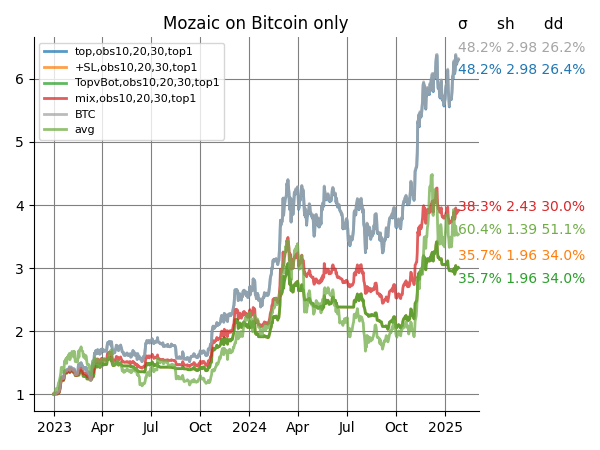 Mozaic on Bitcoin only
σ sh dd
top,obs10,20,30,top1
+SL,obs10,20,30,top1
TopvBot,obs10,20,30,top1
mix,obs10,20,30,top1
BTC
avg
48.2% 2.98 26.2%
48.2% 2.98 26.4%
38.3% 2.43 30.0%
60.4% 1.39 51.1%
35.7% 1.96 34.0%
35.7% 1.96 34.0%
6
5
4
3
2
1
2023 Apr Jul Oct 2024 Apr Jul Oct 2025